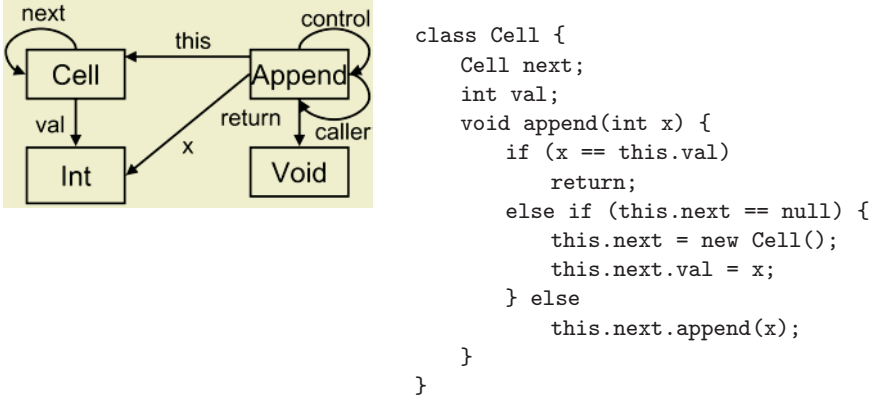 next
control
this
Cell
Append
val
return
caller
x
Int
Void
class Cell {
Cell next;
int val;
void append(int x) {
if (x == this.val)
return;
else if (this.next == null) {
this.next = new Cell();
this.next.val = x;
} else
this.next.append(x);
}
}